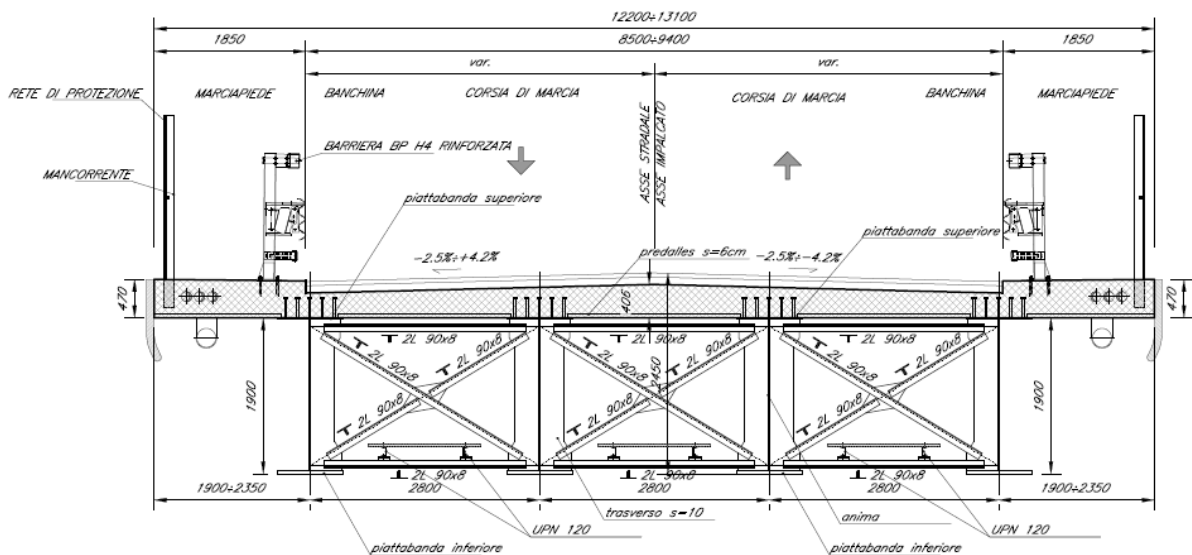 12200÷13100
1850
8500÷9400
1850
var.
var.
RETE DI PROTEZIONE
MARCIAPIEDE
BANCHINA
CORSIA DI MARCIA
CORSIA DI MARCIA
BANCHINA
MARCIAPIEDE
BARRIERA BP H4 RINFORZATA
ASSE STRADALE
ASSE IMPALCATO
MANCORRENTE
piattabanda superiore
piattabanda superiore
-2.5%÷+4.2%
predalles s=6cm
-2.5%÷-4.2%
470
406
470
2L 90x8
2L 90x8
2L 90x8
2L 90x8
2L 90x8
2L 90x8
2L 90x8
2L 90x8
2L 90x8
2450
1900
2L 90x8
2L 90x8
2L 90x8
1900
2L 90x8
2L 90x8
2L 90x8
1900÷2350
2800
2800
2800
1900÷2350
trasverso s=10
anima
UPN 120
UPN 120
piattabanda inferiore
piattabanda inferiore